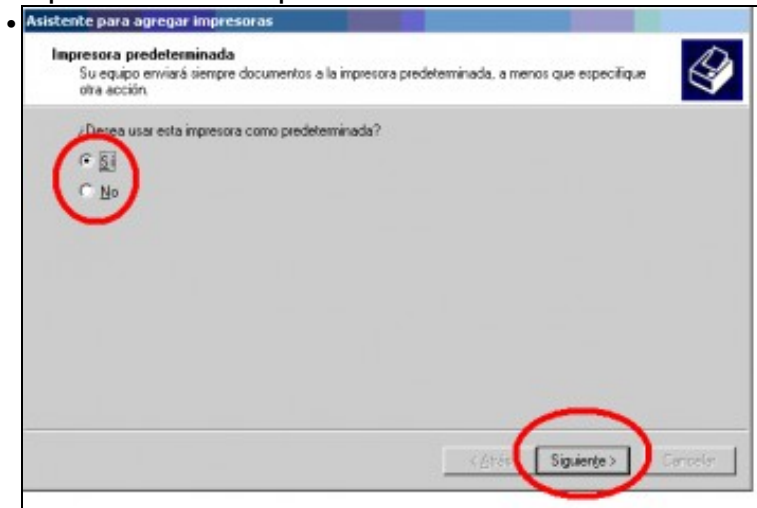 Asistente para agregar impresoras
Impresora predeterminada
Su equipo enviará siempre documentos a la impresora predeterminada, a menos que especifique
otra acción.
¿Desea usar esta impresora como predeterminada?
Sí
No
< Atrás
Siguiente >
Cancelar